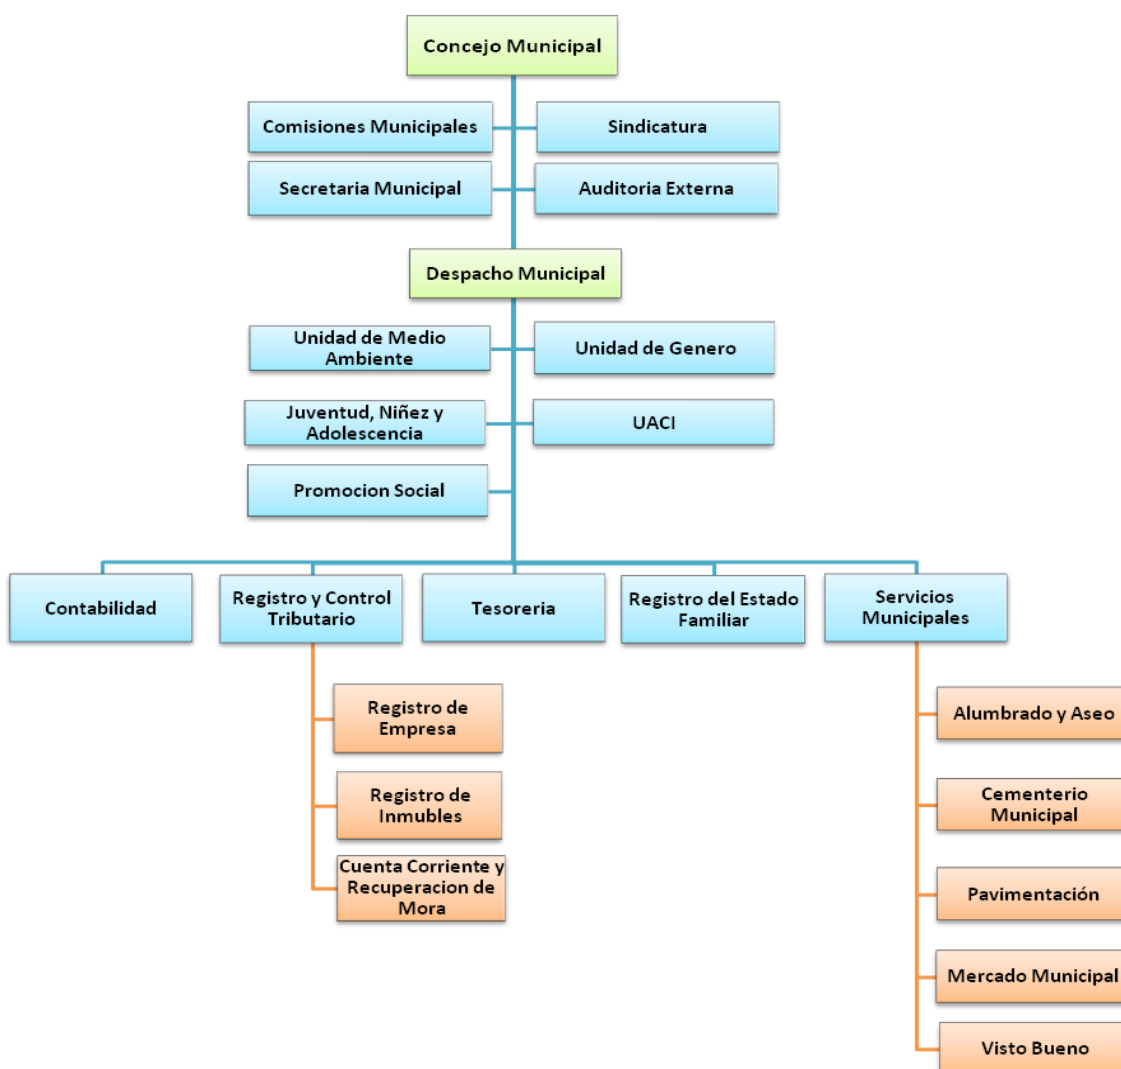 Concejo Municipal
Comisiones Municipales
Sindicatura
Secretaria Municipal
Auditoria Externa
Despacho Municipal
Unidad de Medio
Ambiente
Unidad de Genero
Juventud, Niñez y
Adolescencia
UACI
Promocion Social
Contabilidad
Registro y Control
Tributario
Tesoreria
Registro del Estado
Familiar
Servicios
Municipales
Registro de
Empresa
Registro de
Inmubles
Cuenta Corriente y
Recuperacion de
Mora
Alumbrado y Aseo
Cementerio
Municipal
Pavimentación
Mercado Municipal
Visto Bueno